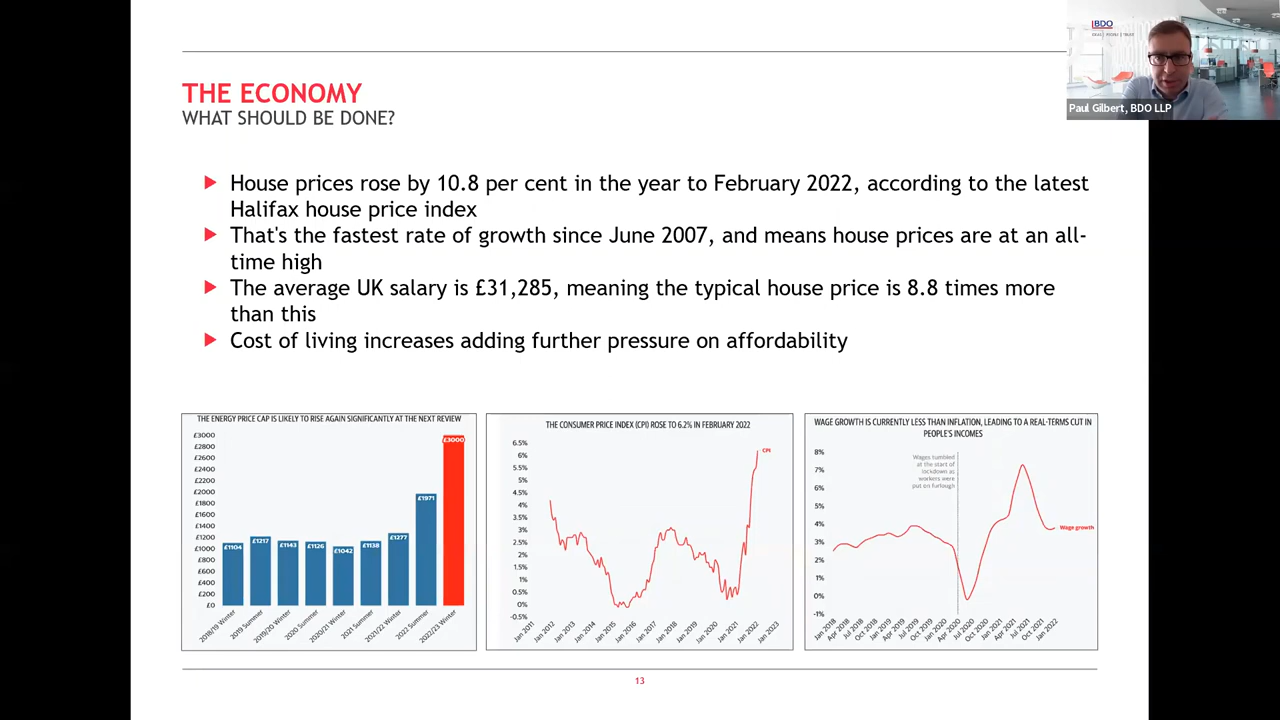 BDO
Paul Gilbert, BDO LLP
THE ECONOMY
WHAT SHOULD BE DONE?
House prices rose by 10.8 per cent in the year to February 2022, according to the latest
Halifax house price index
That's the fastest rate of growth since June 2007, and means house prices are at an all-
time high
The average UK salary is £31,285, meaning the typical house price is 8.8 times more
than this
Cost of living increases adding further pressure on affordability
THE ENERGY PRICE CAP IS LIKELY TO RISE AGAIN SIGNIFICANTLY AT THE NEXT REVIEW
£3000
£2800
£2600
£2400
£2200
£2000
£1800
£1600
£1400
£1200
£1000
£800
£600
£400
£200
£0
£1104
£1217
£1143
£1126
£1042
£1138
£1277
£1971
£3000
2018/19 Winter
2019 Summer
2019/20 Winter
2020 Summer
2020/21 Winter
2021 Summer
2021/22 Winter
2022 Summer
2022/23 Winter
THE CONSUMER PRICE INDEX (CPI) ROSE TO 6.2% IN FEBRUARY 2022
6.5%
6%
5.5%
5%
4.5%
4%
3.5%
3%
2.5%
2%
1.5%
1%
0.5%
0%
-0.5%
CPI
Jan 2011
Jan 2012
Jan 2013
Jan 2014
Jan 2015
Jan 2016
Jan 2017
Jan 2018
Jan 2019
Jan 2020
Jan 2021
Jan 2022
Jan 2023
WAGE GROWTH IS CURRENTLY LESS THAN INFLATION, LEADING TO A REAL-TERMS CUT IN
PEOPLE'S INCOMES
8%
7%
6%
5%
4%
3%
2%
1%
0%
-1%
Wages tumbled
at the start of
lockdown as
workers were
put on furlough
Wage growth
Jan 2018
Apr 2018
Jul 2018
Oct 2018
Jan 2019
Apr 2019
Jul 2019
Oct 2019
Jan 2020
Apr 2020
Jul 2020
Oct 2020
Jan 2021
Apr 2021
Jul 2021
Oct 2021
Jan 2022
13